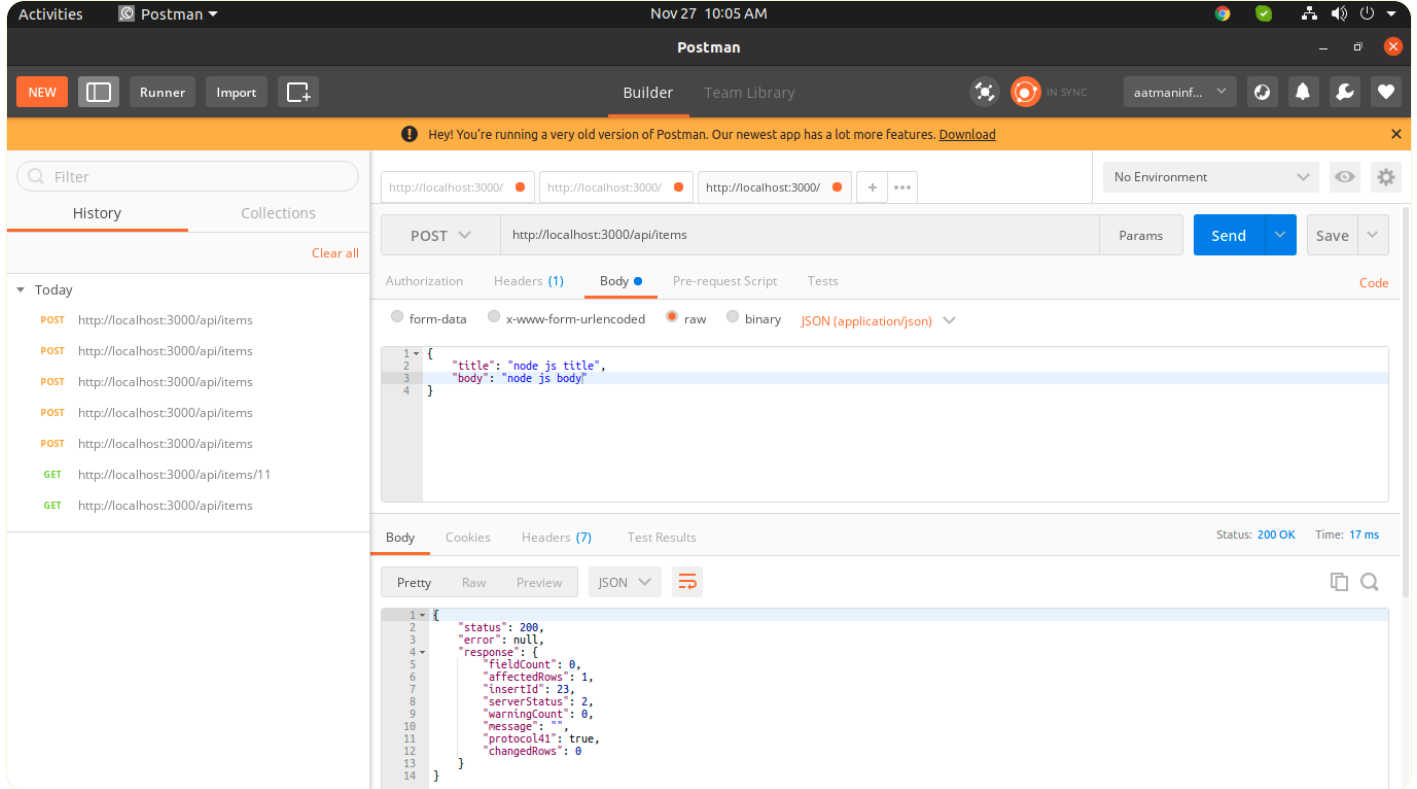 Activities Postman Nov 27 10:05 AM
Postman
NEW Runner Import Builder Team Library IN SYNC aatmaninf...
Hey! You're running a very old version of Postman. Our newest app has a lot more features. Download
Filter
History Collections
Clear all
Today
POST http://localhost:3000/api/items
POST http://localhost:3000/api/items
POST http://localhost:3000/api/items
POST http://localhost:3000/api/items
POST http://localhost:3000/api/items
GET http://localhost:3000/api/items/11
GET http://localhost:3000/api/items
http://localhost:3000/ http://localhost:3000/ http://localhost:3000/ + ••• No Environment
POST http://localhost:3000/api/items Params Send Save
Authorization Headers (1) Body Pre-request Script Tests Code
form-data x-www-form-urlencoded raw binary JSON (application/json)
1 {
2 "title": "node js title",
3 "body": "node js body"
4 }
Body Cookies Headers (7) Test Results Status: 200 OK Time: 17 ms
Pretty Raw Preview JSON
1 {
2 "status": 200,
3 "error": null,
4 "response": {
5 "fieldCount": 0,
6 "affectedRows": 1,
7 "insertId": 23,
8 "serverStatus": 2,
9 "warningCount": 0,
10 "message": "",
11 "protocol41": true,
12 "changedRows": 0
13 }
14 }